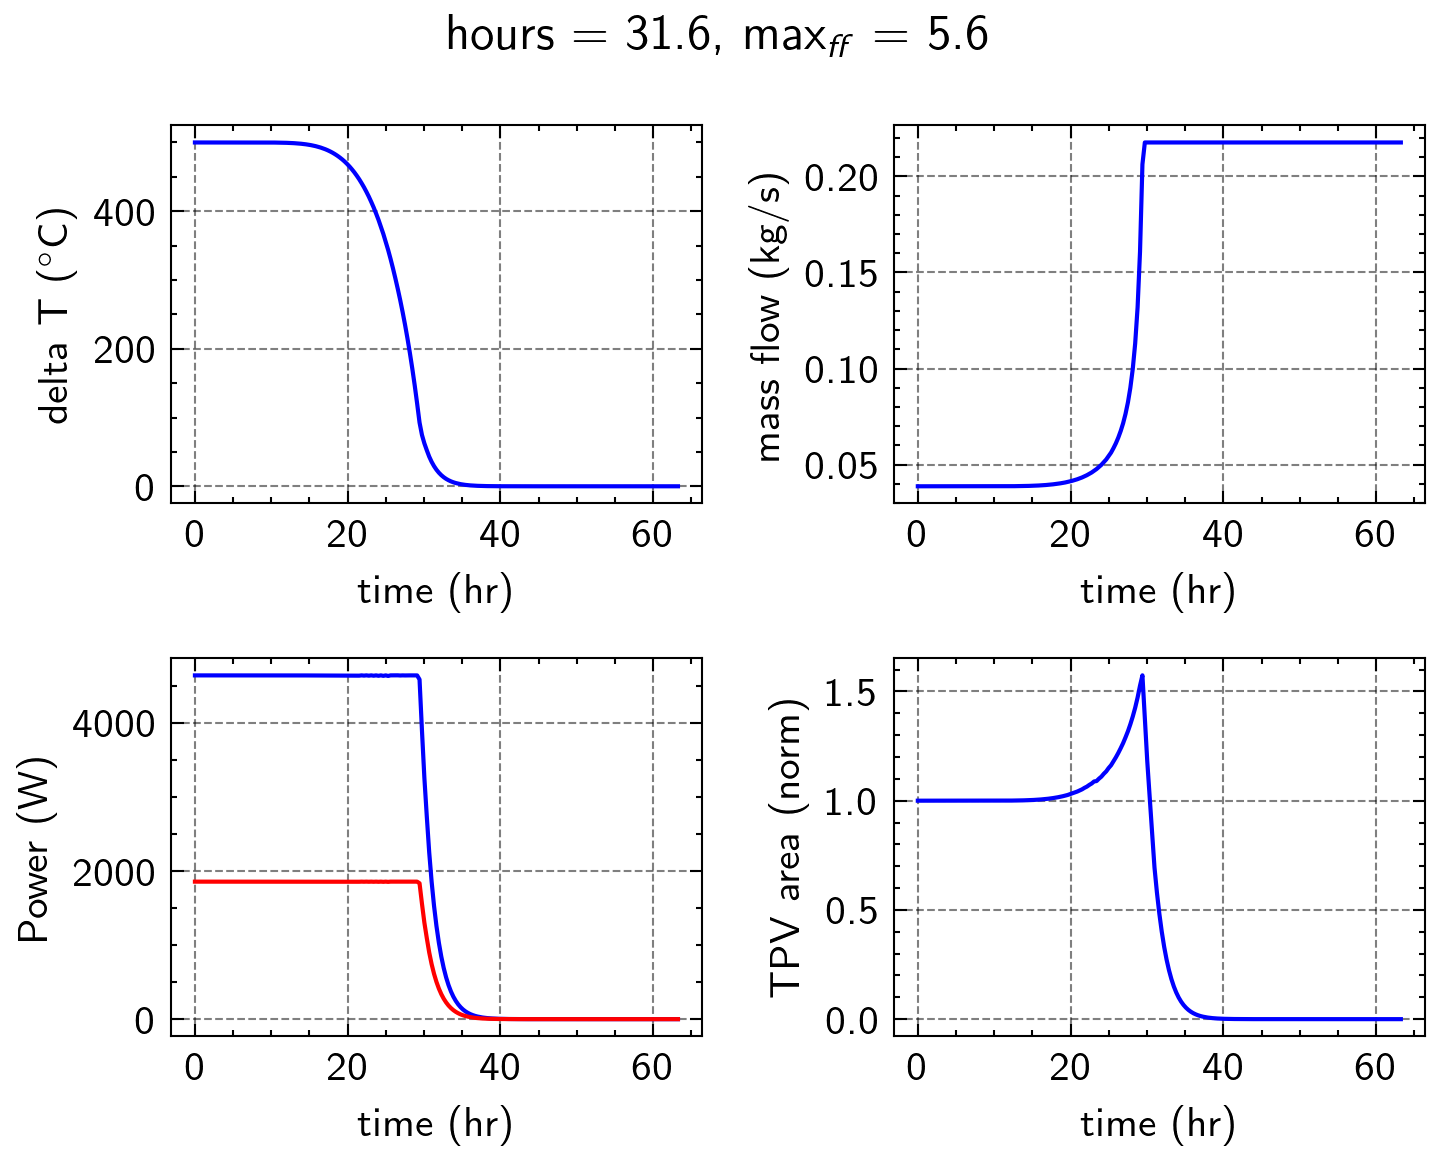 hours = 31.6, max_ff = 5.6
delta T (°C)
400
200
0
0 20 40 60
time (hr)
mass flow (kg/s)
0.20
0.15
0.10
0.05
0 20 40 60
time (hr)
Power (W)
4000
2000
0
0 20 40 60
time (hr)
TPV area (norm)
1.5
1.0
0.5
0.0
0 20 40 60
time (hr)